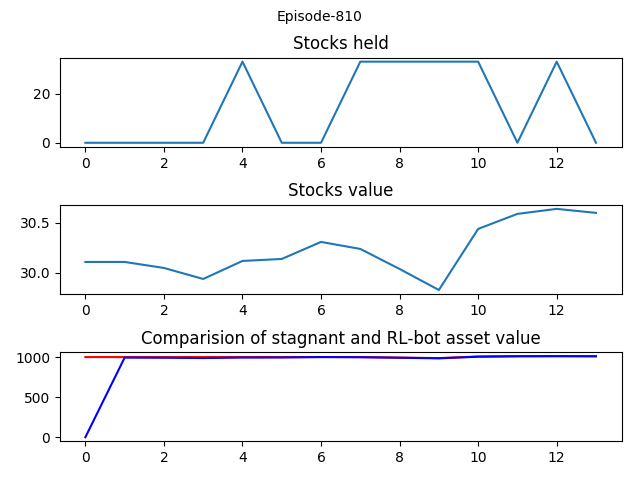 Episode-810
Stocks held
20
0
0 2 4 6 8 10 12
Stocks value
30.5
30.0
0 2 4 6 8 10 12
Comparision of stagnant and RL-bot asset value
1000
500
0
0 2 4 6 8 10 12